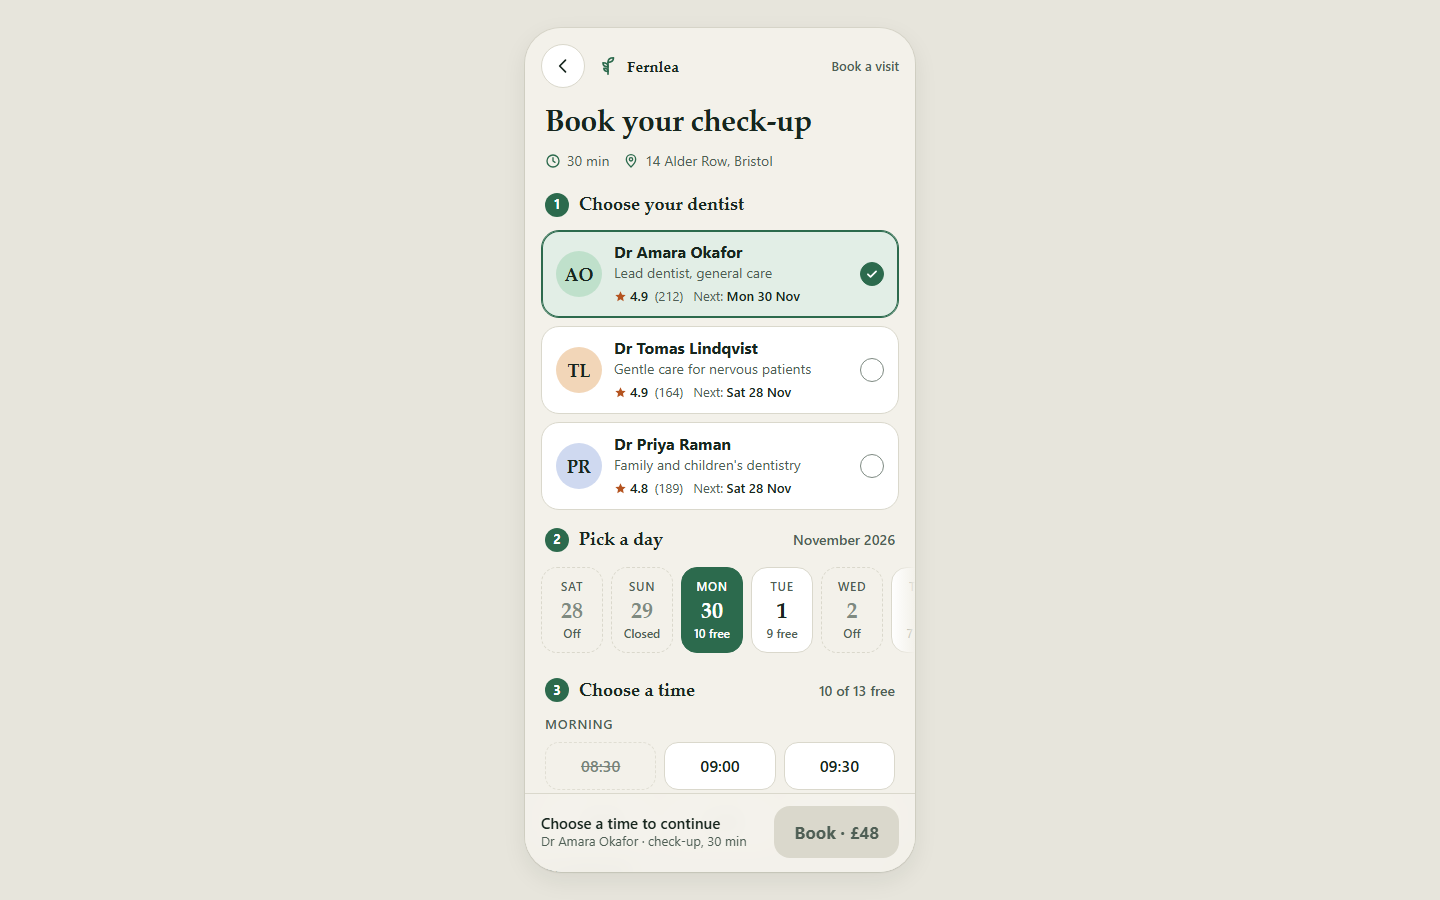 Fernlea
Book a visit
Book your check-up
30 min
14 Alder Row, Bristol
1 Choose your dentist
AO
Dr Amara Okafor
Lead dentist, general care
4.9 (212) Next: Mon 30 Nov
TL
Dr Tomas Lindqvist
Gentle care for nervous patients
4.9 (164) Next: Sat 28 Nov
PR
Dr Priya Raman
Family and children's dentistry
4.8 (189) Next: Sat 28 Nov
2 Pick a day
November 2026
SAT
28
Off
SUN
29
Closed
MON
30
10 free
TUE
1
9 free
WED
2
Off
3 Choose a time
10 of 13 free
MORNING
08:30
09:00
09:30
Choose a time to continue
Dr Amara Okafor · check-up, 30 min
Book · £48